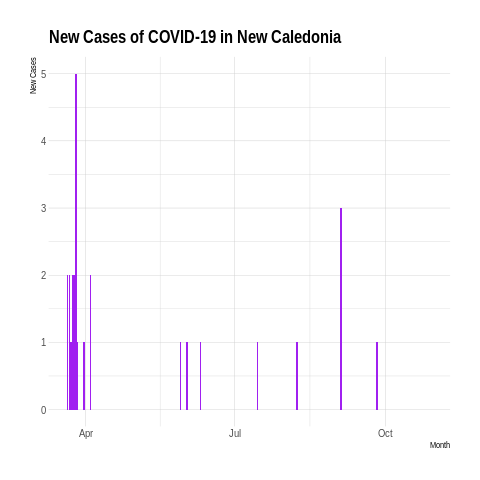 New Cases of COVID-19 in New Caledonia
New Cases
5
4
3
2
1
0
Apr
Jul
Oct
Month